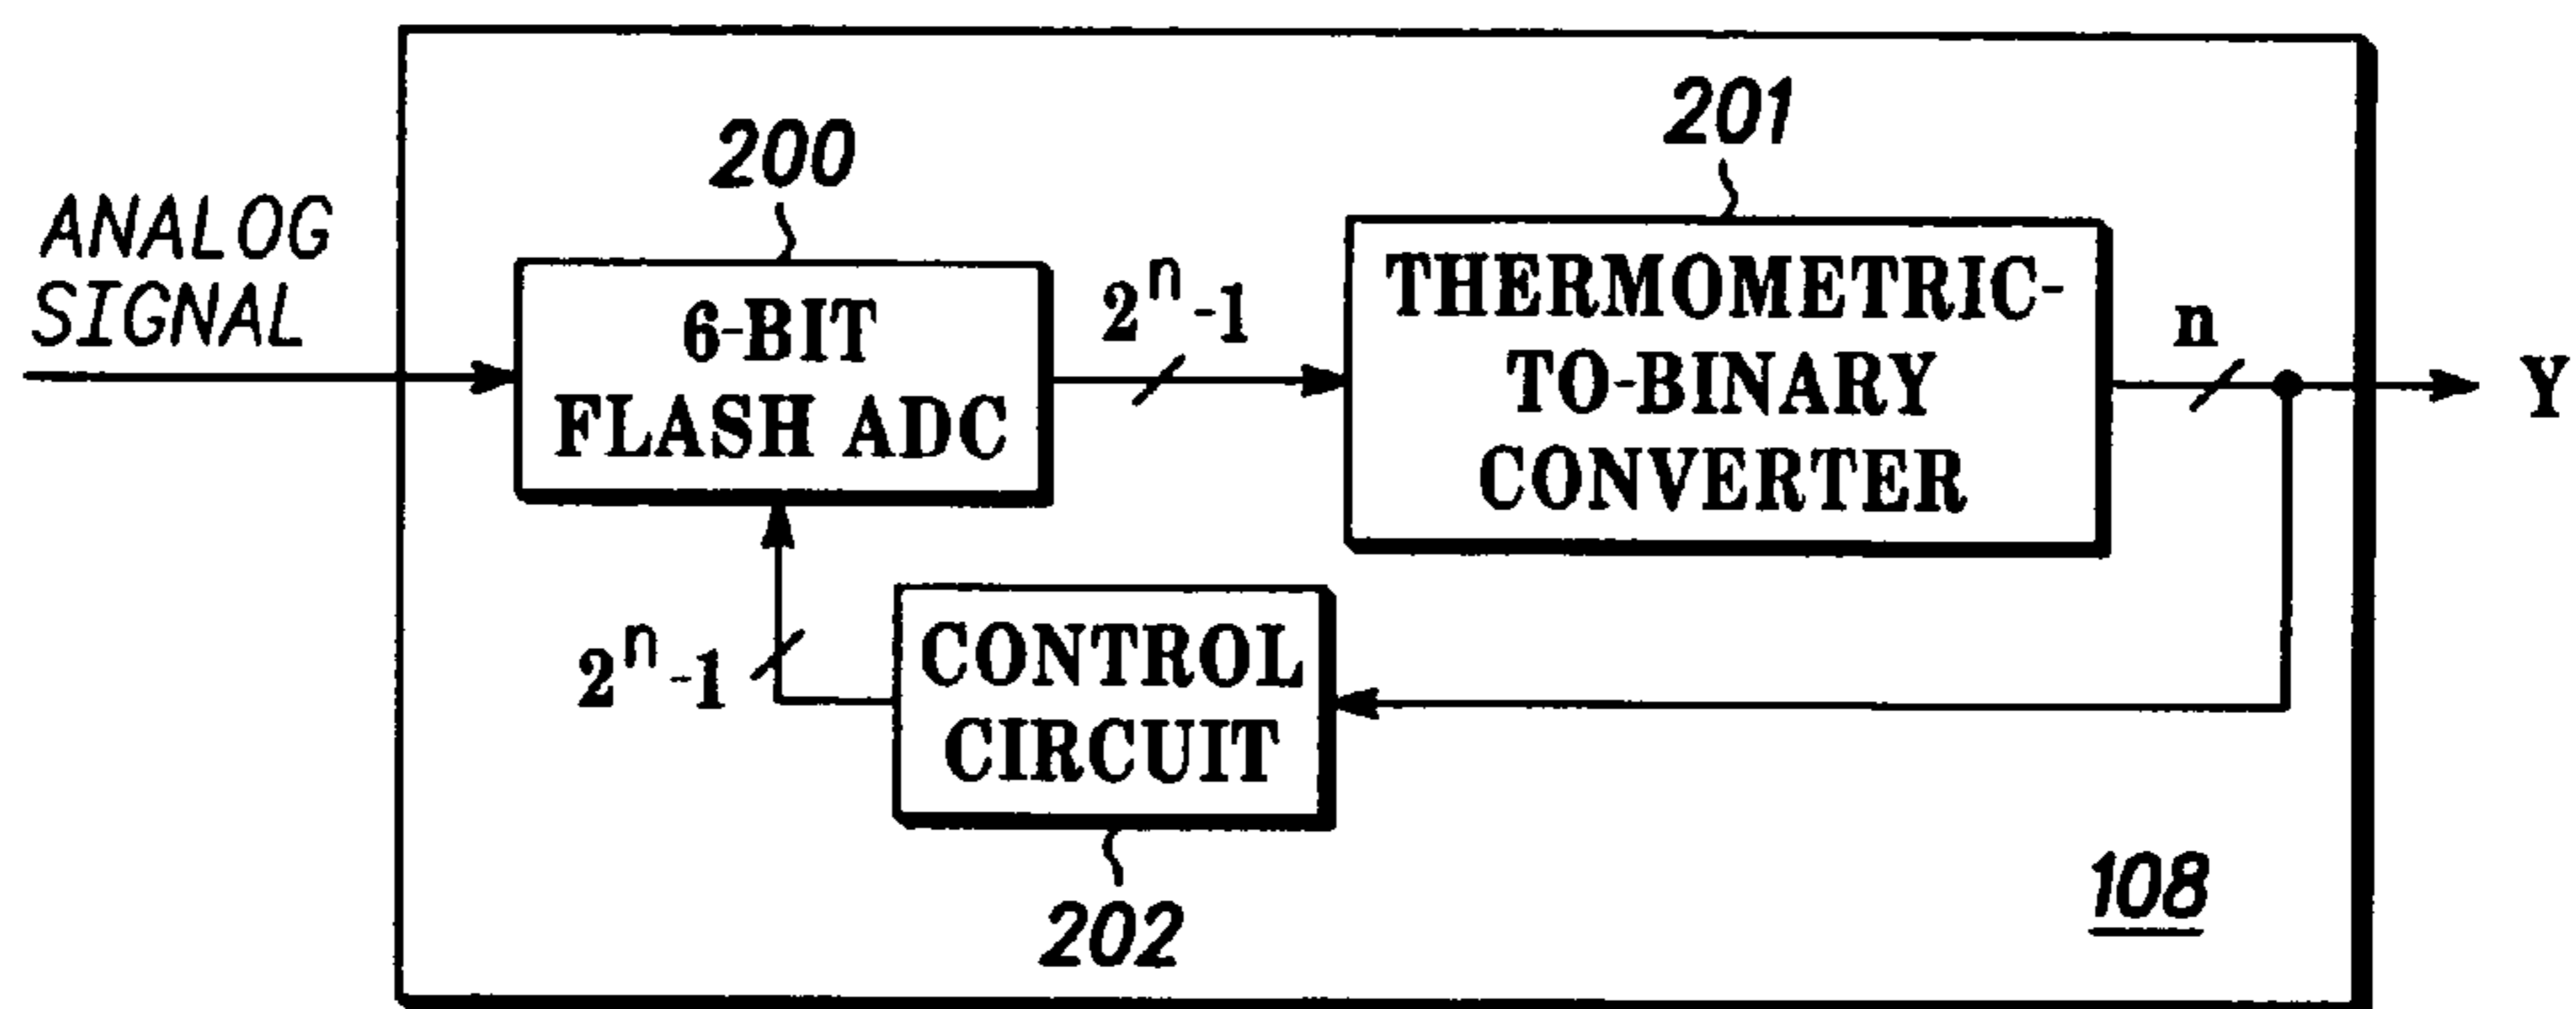 ANALOG
SIGNAL
200
6-BIT
FLASH ADC
2ⁿ-1
201
THERMOMETRIC-
TO-BINARY
CONVERTER
n
Y
2ⁿ-1
CONTROL
CIRCUIT
202
108